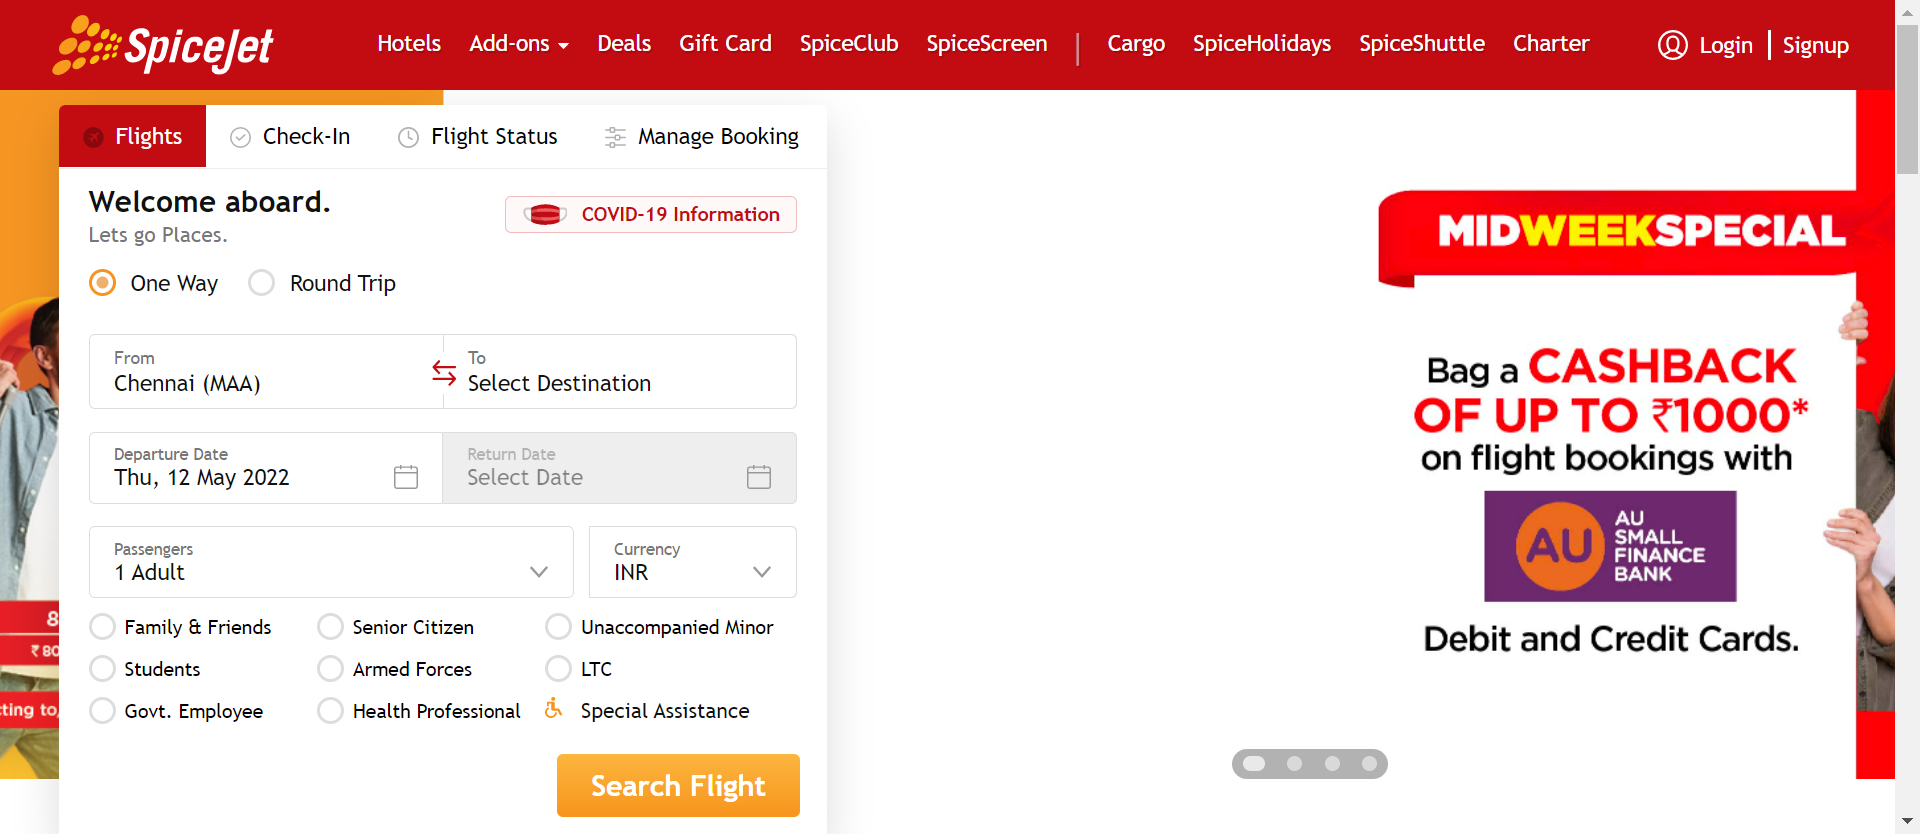 SpiceJet
Hotels Add-ons Deals Gift Card SpiceClub SpiceScreen | Cargo SpiceHolidays SpiceShuttle Charter Login Signup
Flights Check-In Flight Status Manage Booking
Welcome aboard.
Lets go Places.
COVID-19 Information
One Way Round Trip
From
Chennai (MAA)
To
Select Destination
Departure Date
Thu, 12 May 2022
Return Date
Select Date
Passengers
1 Adult
Currency
INR
Family & Friends Senior Citizen Unaccompanied Minor
Students Armed Forces LTC
Govt. Employee Health Professional Special Assistance
Search Flight
8
₹ 80
ting to
MIDWEEKSPECIAL
Bag a CASHBACK
OF UP TO ₹1000*
on flight bookings with
AU
AU
SMALL
FINANCE
BANK
Debit and Credit Cards.